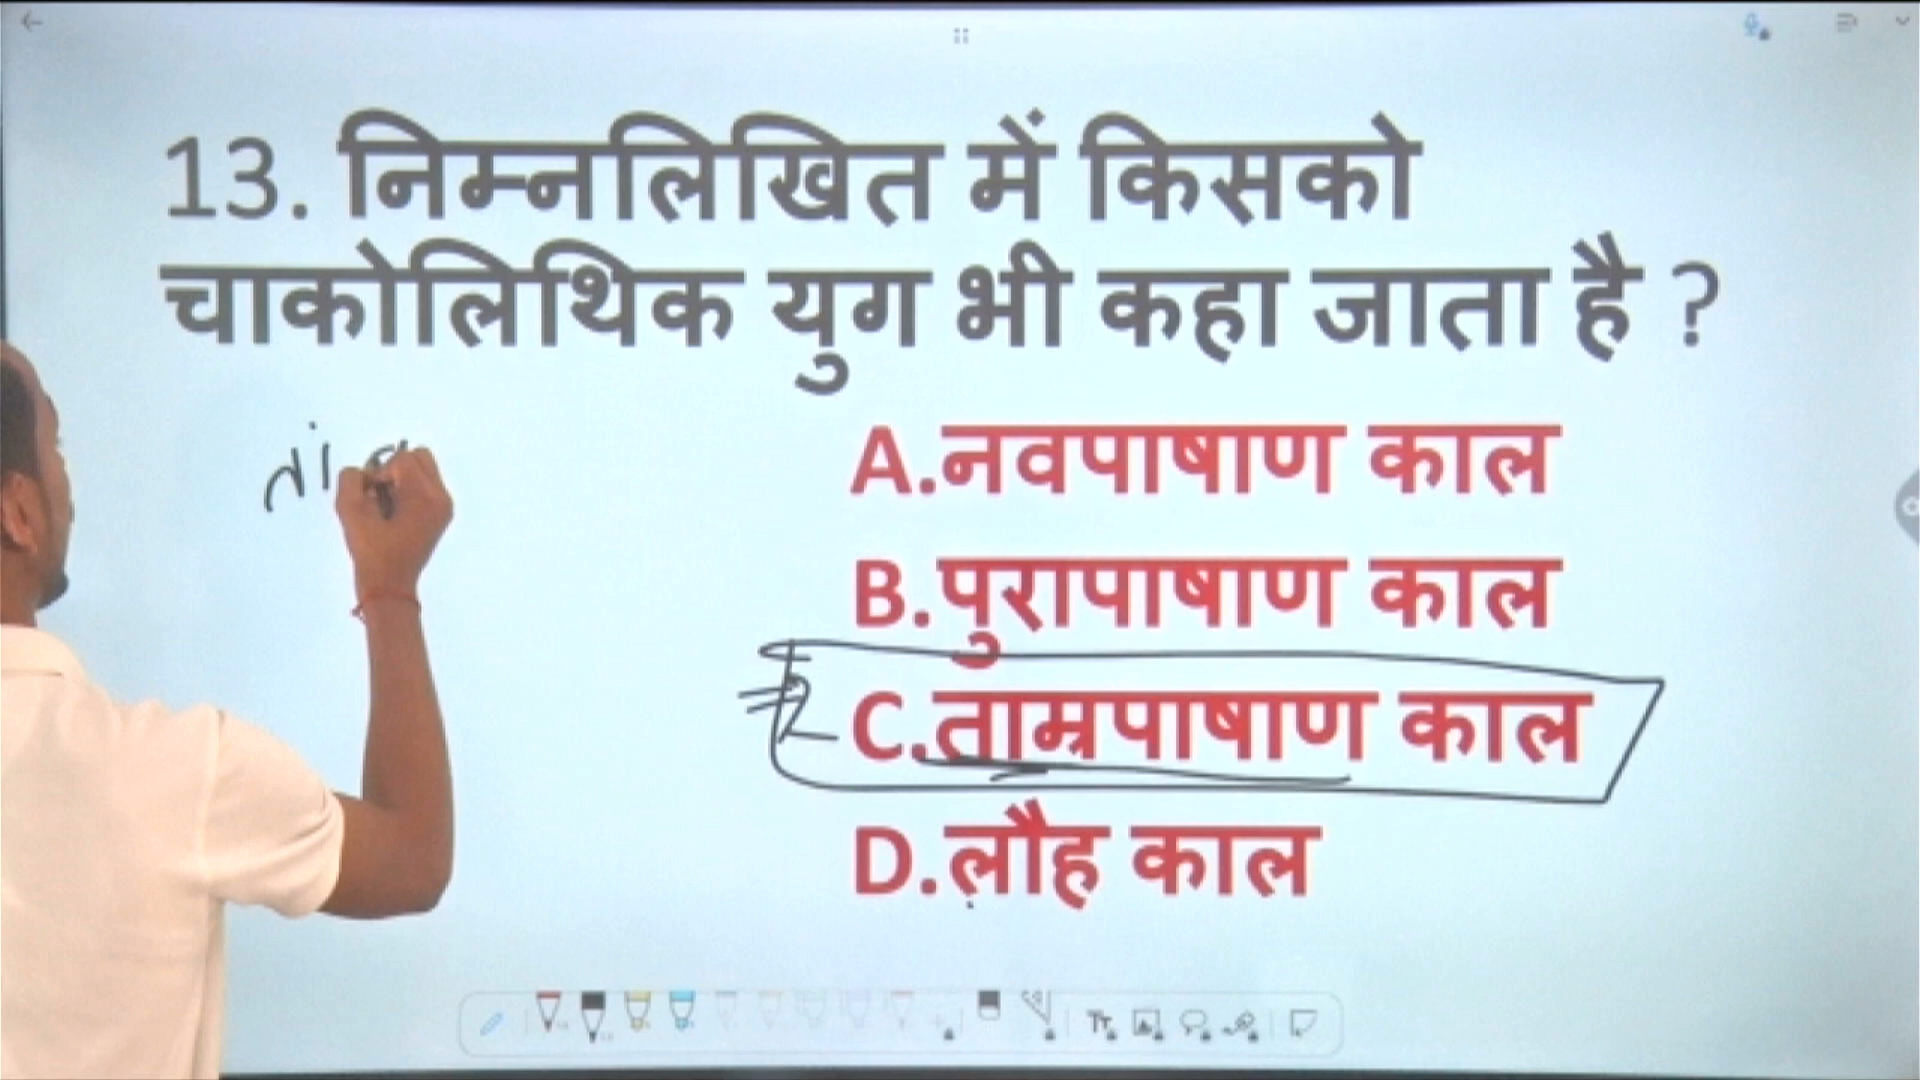 13. निम्नलिखित में किसको
चाकोलिथिक युग भी कहा जाता है ?
A.नवपाषाण काल
B.पुरापाषाण काल
C.ताम्रपाषाण काल
D.लौह काल